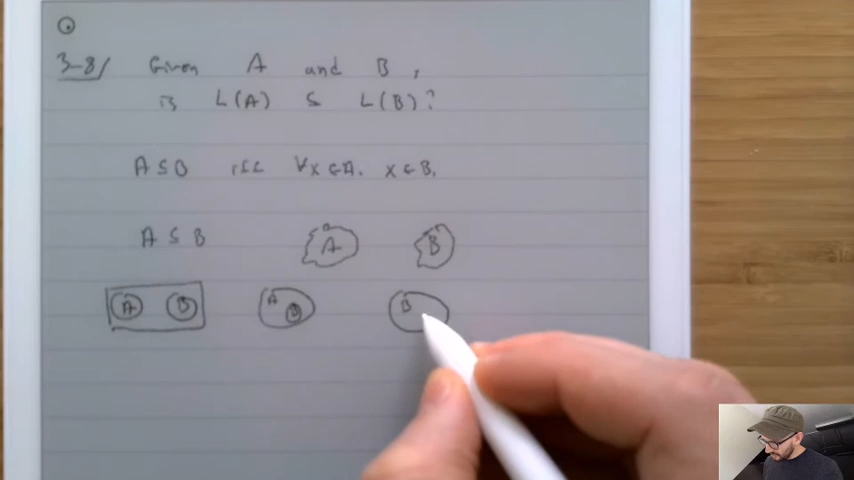 3-8/ Given A and B,
is L(A) ⊆ L(B)?
A ⊆ B iff ∀x ∈ A. x ∈ B.
A ⊆ B A B
A B A B B